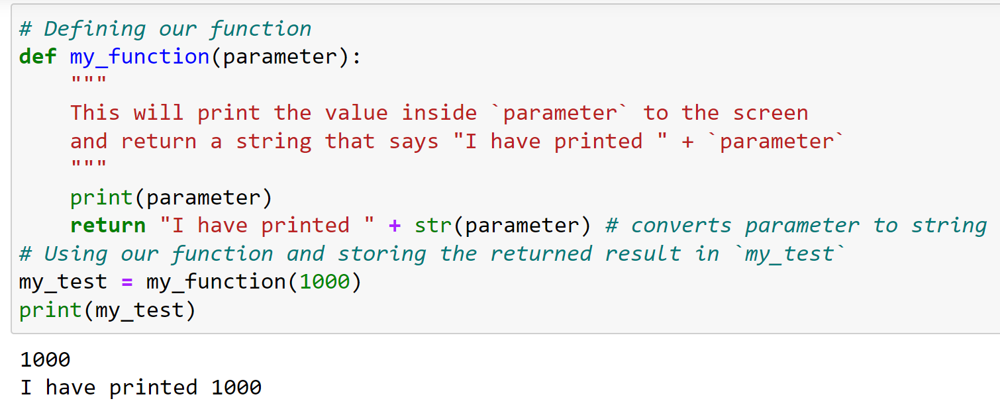 # Defining our function
def my_function(parameter):
    """
    This will print the value inside `parameter` to the screen
    and return a string that says "I have printed " + `parameter`
    """
    print(parameter)
    return "I have printed " + str(parameter) # converts parameter to string
# Using our function and storing the returned result in `my_test`
my_test = my_function(1000)
print(my_test)
1000
I have printed 1000